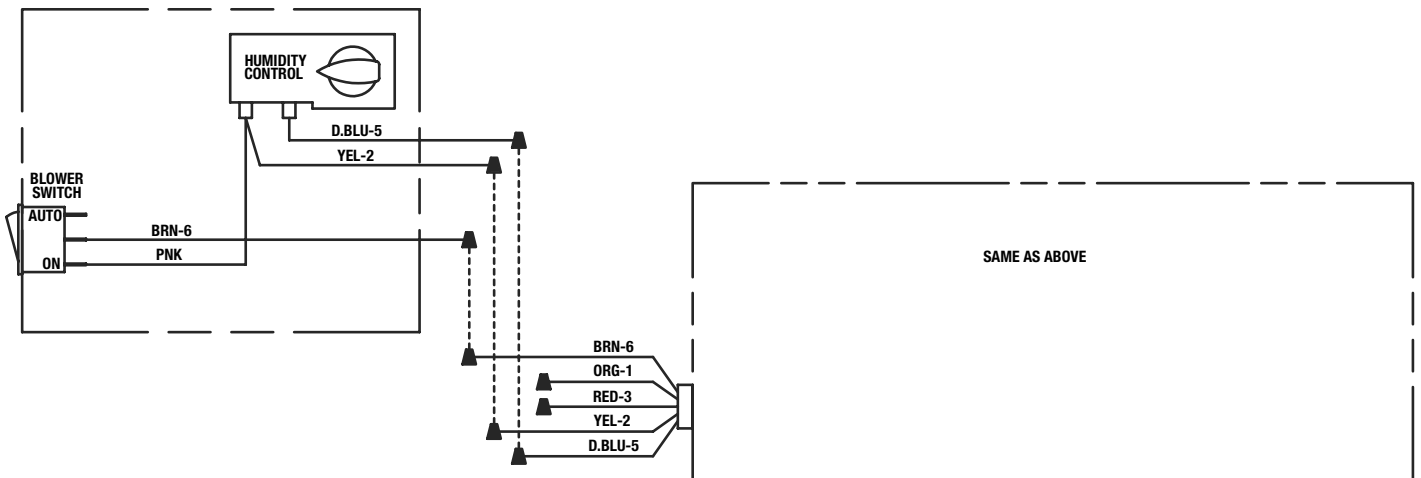 HUMIDITY
CONTROL
D.BLU-5
YEL-2
BLOWER
SWITCH
AUTO
BRN-6
ON
PNK
SAME AS ABOVE
BRN-6
ORG-1
RED-3
YEL-2
D.BLU-5